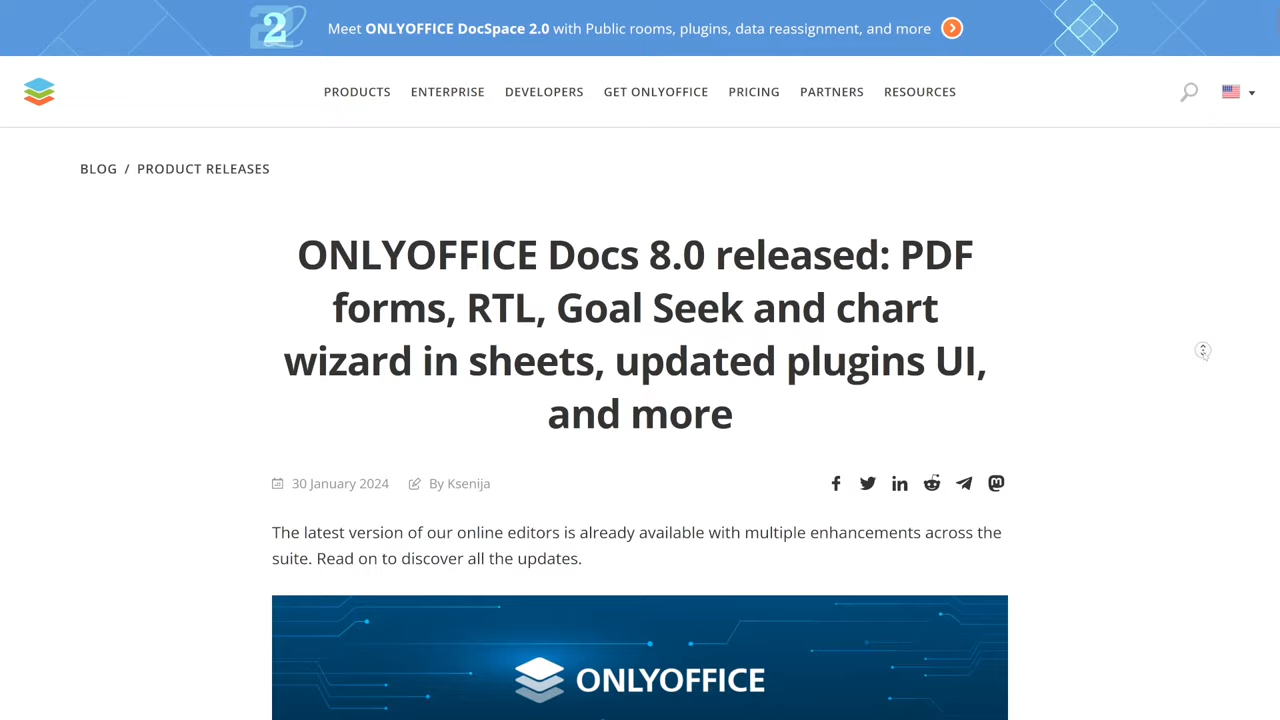 2
Meet ONLYOFFICE DocSpace 2.0 with Public rooms, plugins, data reassignment, and more
PRODUCTS ENTERPRISE DEVELOPERS GET ONLYOFFICE PRICING PARTNERS RESOURCES
BLOG / PRODUCT RELEASES
ONLYOFFICE Docs 8.0 released: PDF
forms, RTL, Goal Seek and chart
wizard in sheets, updated plugins UI,
and more
30 January 2024 By Ksenija
The latest version of our online editors is already available with multiple enhancements across the
suite. Read on to discover all the updates.
ONLYOFFICE